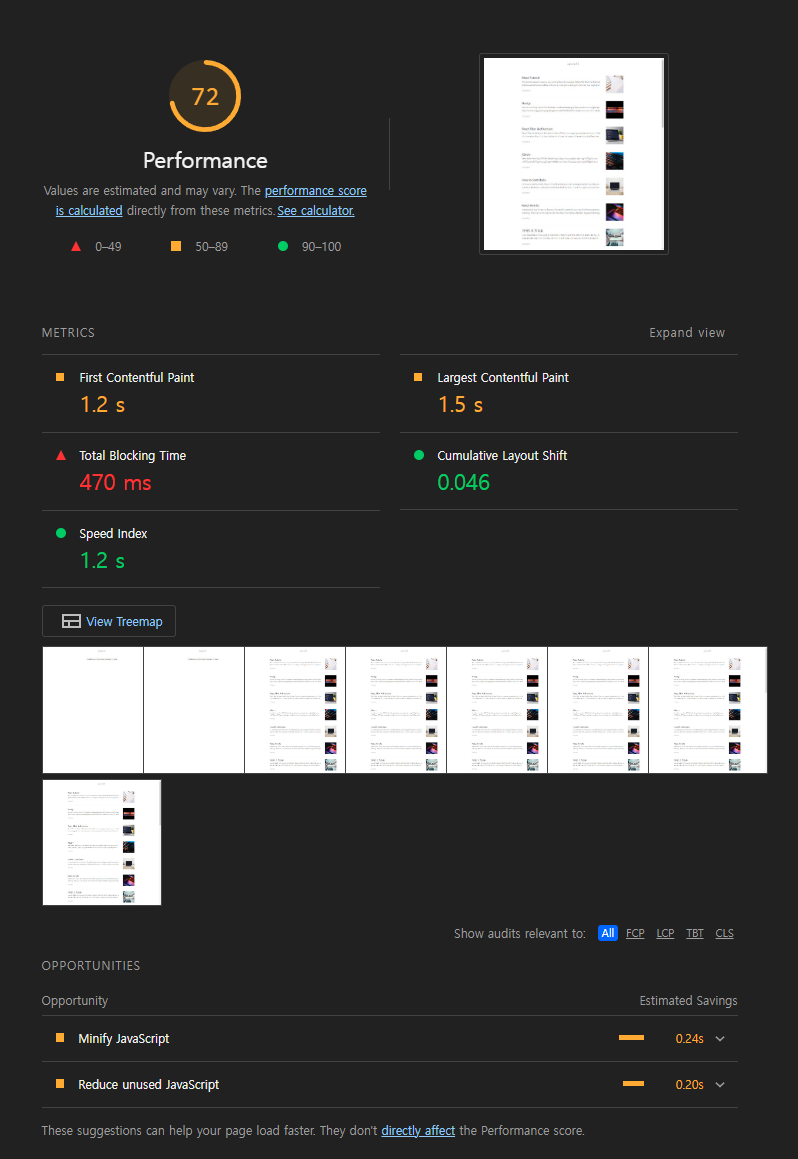 72
Performance
Values are estimated and may vary. The performance score
is calculated directly from these metrics. See calculator.
0–49
50–89
90–100
METRICS
Expand view
First Contentful Paint
1.2 s
Largest Contentful Paint
1.5 s
Total Blocking Time
470 ms
Cumulative Layout Shift
0.046
Speed Index
1.2 s
View Treemap
Show audits relevant to: All FCP LCP TBT CLS
OPPORTUNITIES
Opportunity
Estimated Savings
Minify JavaScript
0.24s
Reduce unused JavaScript
0.20s
These suggestions can help your page load faster. They don't directly affect the Performance score.